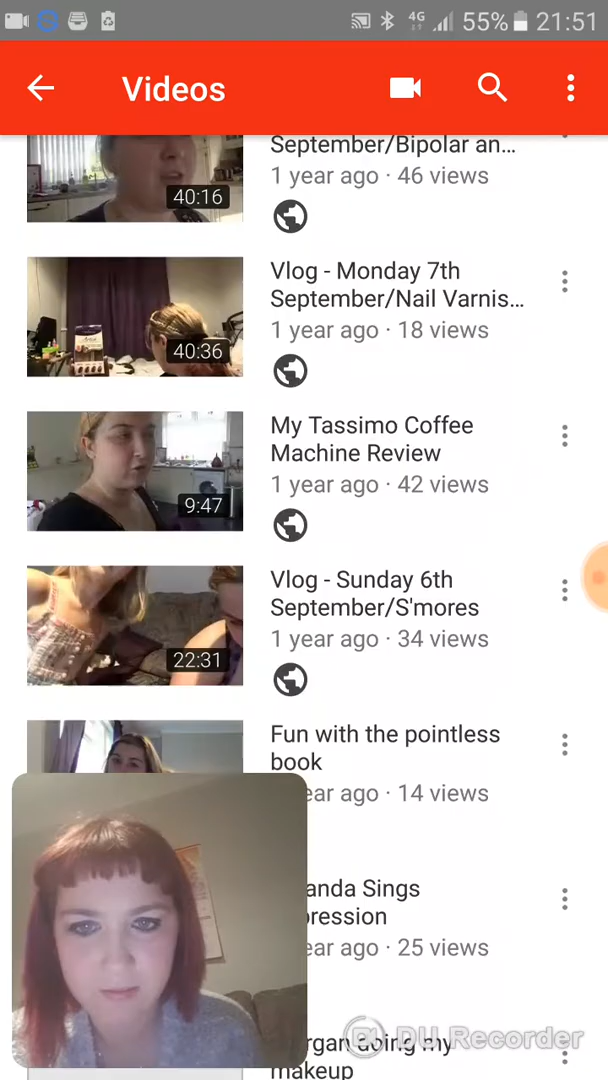 4G 55% 21:51
Videos
September/Bipolar an...
1 year ago · 46 views
40:16
Vlog - Monday 7th
September/Nail Varnis...
1 year ago · 18 views
40:36
My Tassimo Coffee
Machine Review
1 year ago · 42 views
9:47
Vlog - Sunday 6th
September/S'mores
1 year ago · 34 views
22:31
Fun with the pointless
book
ear ago · 14 views
anda Sings
pression
ear ago · 25 views
DU Recorder
rgan doing my
makeup